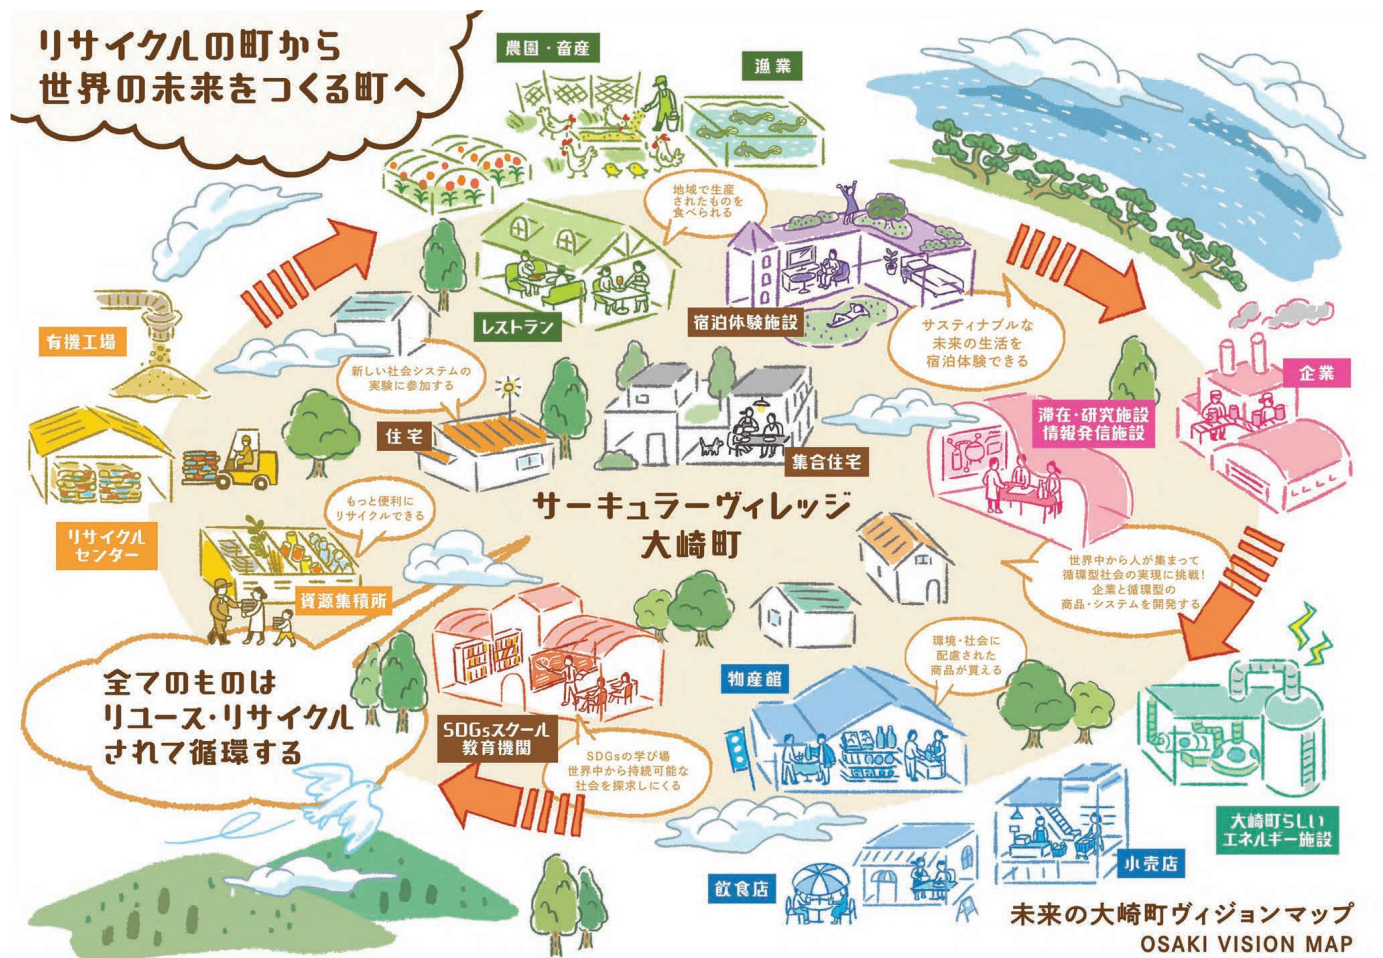 リサイクルの町から
世界の未来をつくる町へ
農園・畜産
漁業
地域で生産
されたものを
食べられる
レストラン
宿泊体験施設
サスティナブルな
未来の生活を
宿泊体験できる
有機工場
新しい社会システムの
実験に参加する
住宅
集合住宅
滞在・研究施設
情報発信施設
企業
リサイクル
センター
もっと便利に
リサイクルできる
資源集積所
サーキュラーヴィレッジ
大崎町
世界中から人が集まって
循環型社会の実現に挑戦!
企業と循環型の
商品・システムを開発する
全てのものは
リユース・リサイクル
されて循環する
SDGsスクール
教育機関
SDGsの学び場
世界中から持続可能な
社会を探求しにくる
物産館
環境・社会に
配慮された
商品が買える
大崎町らしい
エネルギー施設
飲食店
小売店
未来の大崎町ヴィジョンマップ
OSAKI VISION MAP